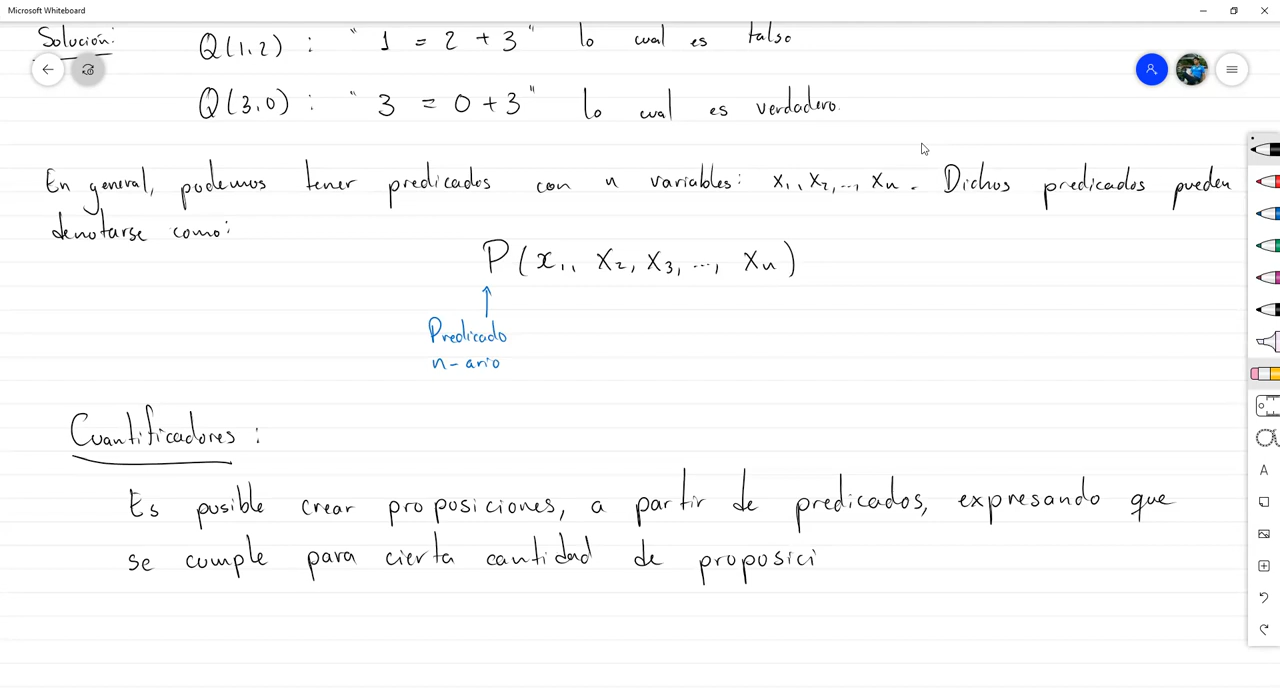 Microsoft Whiteboard
Solución: Q(1,2) : " 1 = 2 + 3 " lo cual es falso
Q(3,0) : " 3 = 0 + 3 " lo cual es verdadero.
En general, podemos tener predicados con n variables: x₁, x₂, ..., xₙ. Dichos predicados pueden
denotarse como:
P(x₁, x₂, x₃, ..., xₙ)
↑
Predicado
n-ario
Cuantificadores:
Es posible crear proposiciones, a partir de predicados, expresando que
se cumple para cierta cantidad de proposici
A